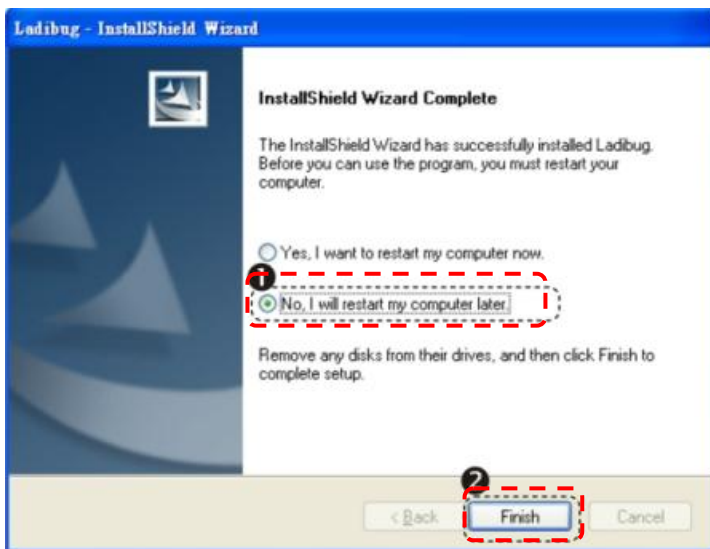 Ladibug - InstallShield Wizard
InstallShield Wizard Complete
The InstallShield Wizard has successfully installed Ladibug.
Before you can use the program, you must restart your
computer.
Yes, I want to restart my computer now.
1
No, I will restart my computer later.
Remove any disks from their drives, and then click Finish to
complete setup.
2
< Back Finish Cancel